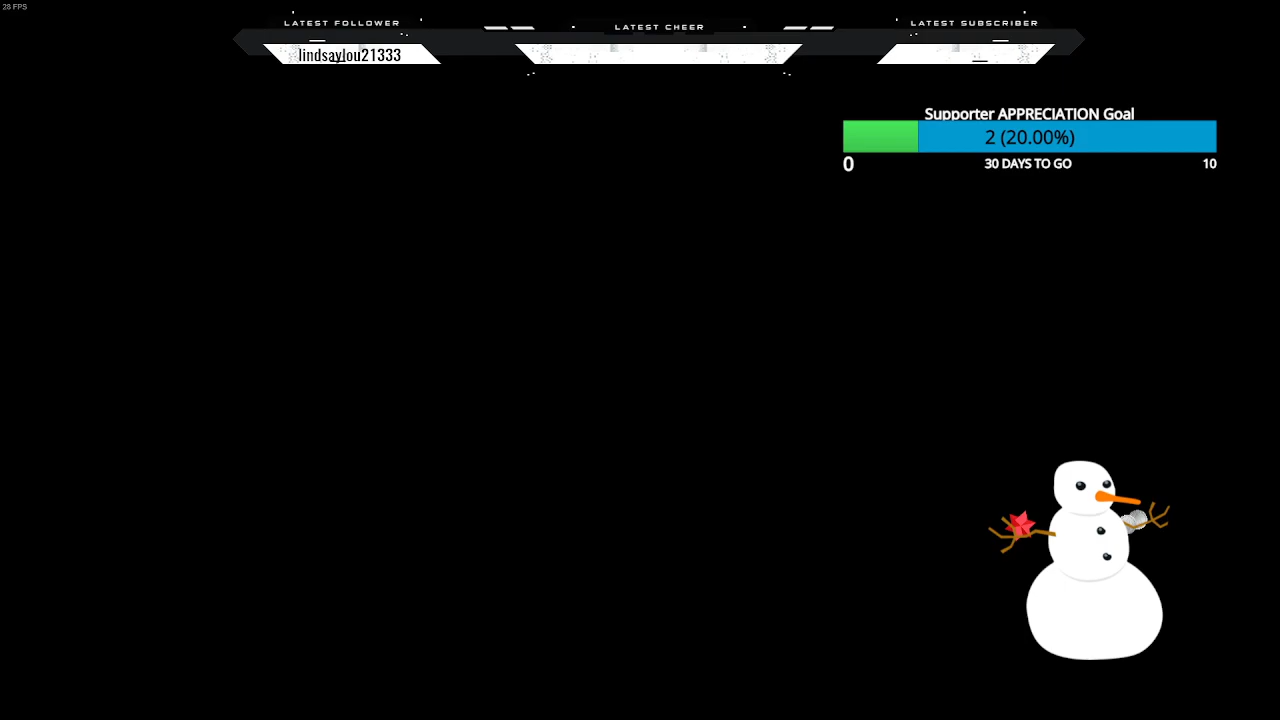 28 FPS
LATEST FOLLOWER
LATEST CHEER
LATEST SUBSCRIBER
lindsaylou21333
Supporter APPRECIATION Goal
2 (20.00%)
0
30 DAYS TO GO
10